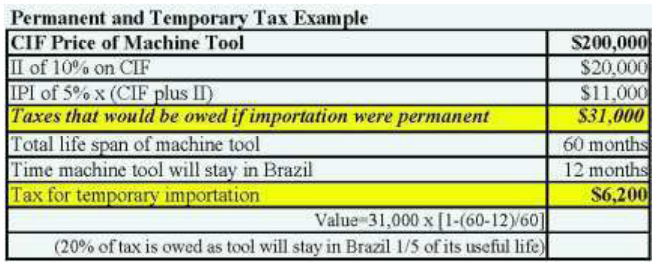 Permanent and Temporary Tax Example
CIF Price of Machine Tool $200,000
II of 10% on CIF $20,000
IPI of 5% x (CIF plus II) $11,000
Taxes that would be owed if importation were permanent $31,000
Total life span of machine tool 60 months
Time machine tool will stay in Brazil 12 months
Tax for temporary importation $6,200
Value=31,000 x [1-(60-12)/60]
(20% of tax is owed as tool will stay in Brazil 1/5 of its useful life)